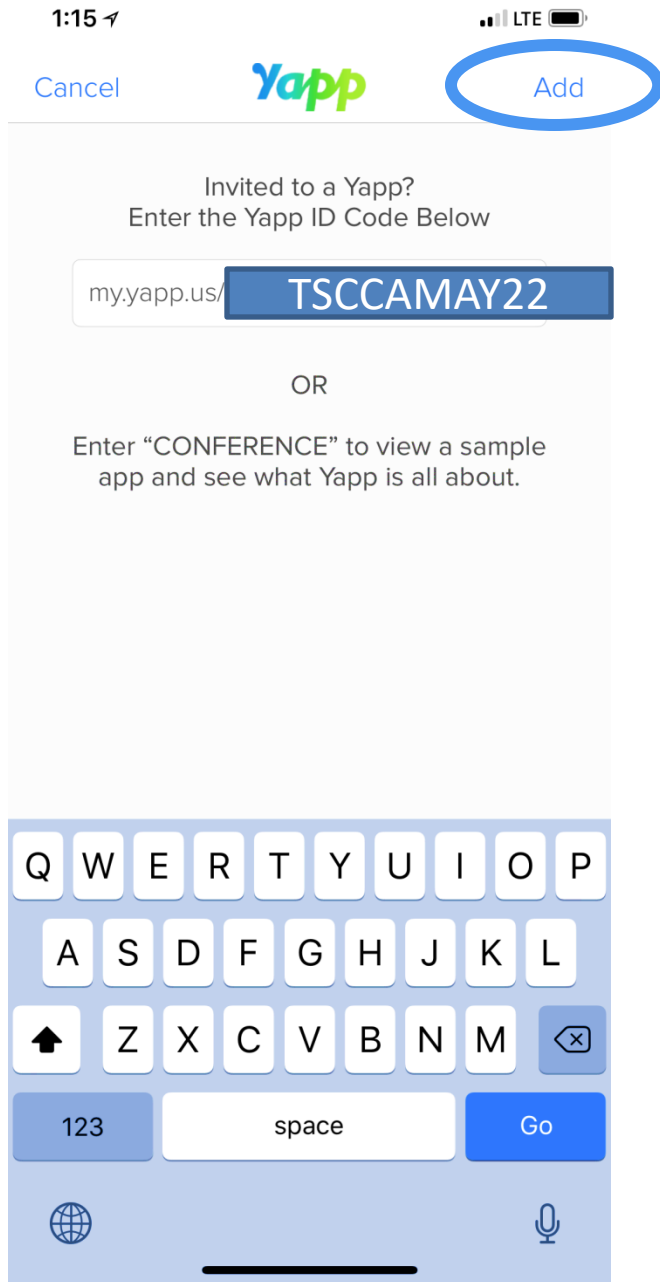 1:15 LTE
Cancel Yapp Add
Invited to a Yapp?
Enter the Yapp ID Code Below
my.yapp.us/ TSCCAMAY22
OR
Enter “CONFERENCE” to view a sample
app and see what Yapp is all about.
Q W E R T Y U I O P
A S D F G H J K L
Z X C V B N M
123 space Go